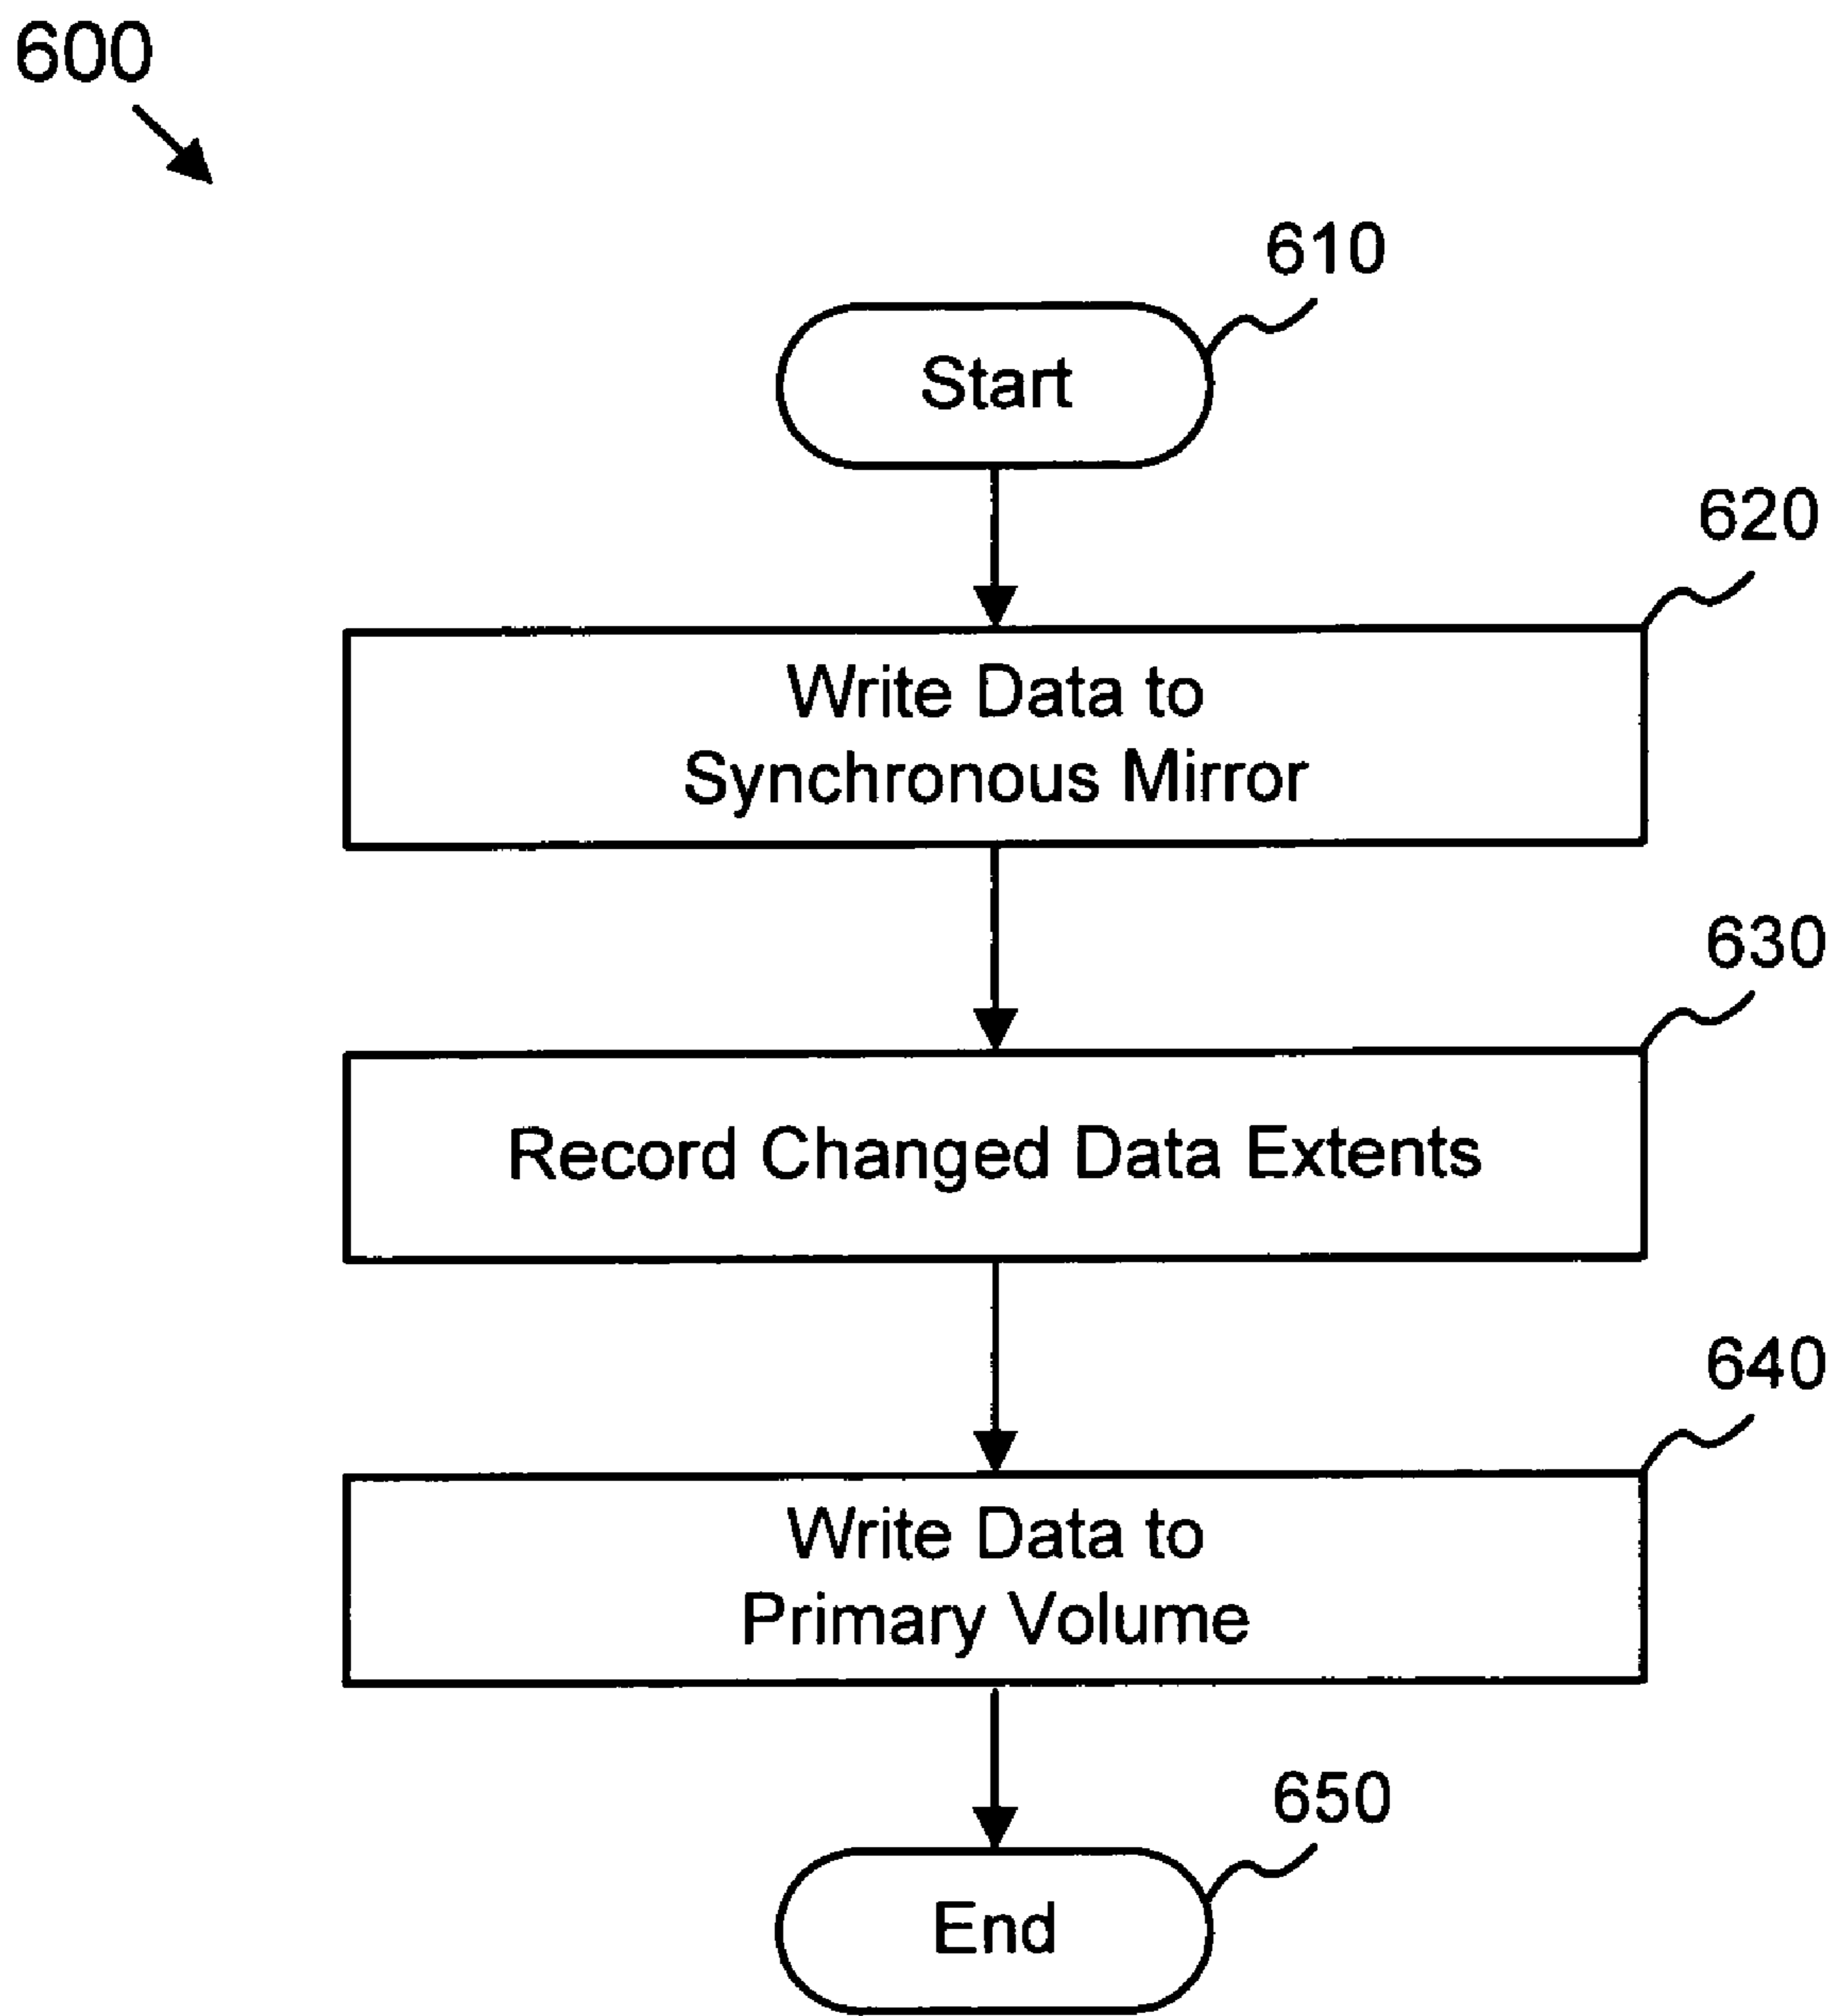 600
610
Start
620
Write Data to
Synchronous Mirror
630
Record Changed Data Extents
640
Write Data to
Primary Volume
650
End